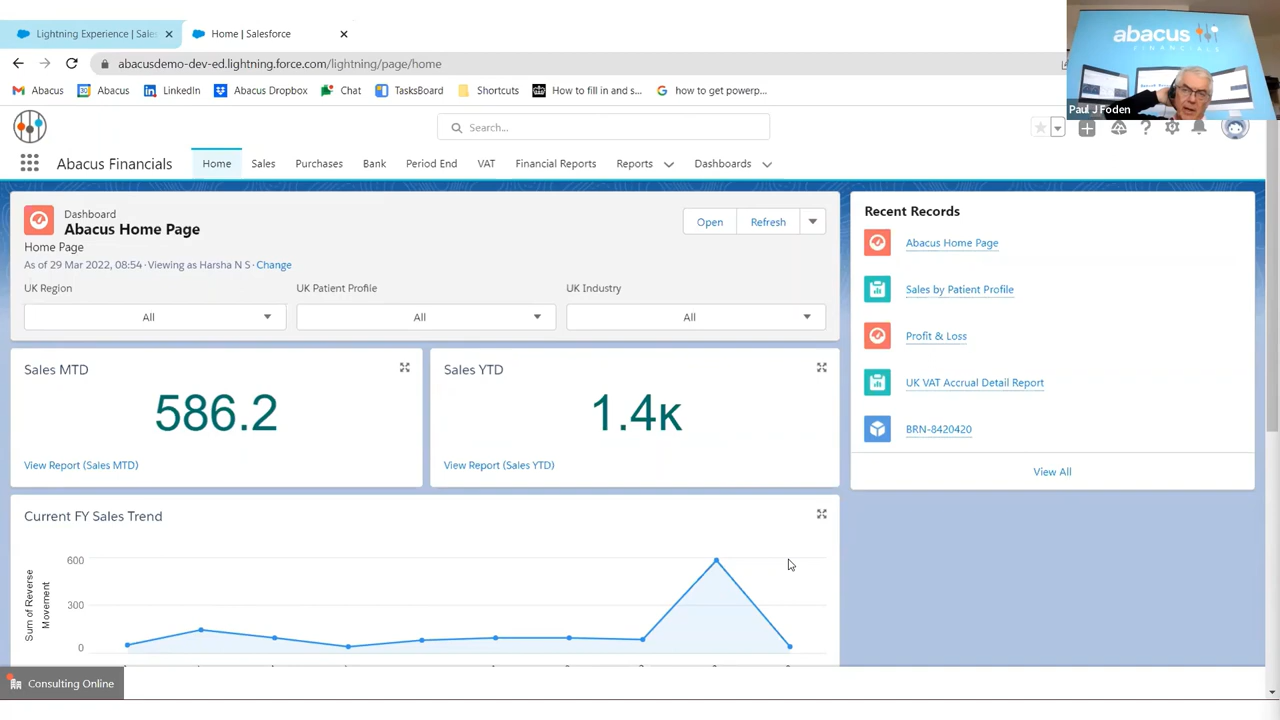 Lightning Experience | Sales
Home | Salesforce
abacusdemo-dev-ed.lightning.force.com/lightning/page/home
Abacus
Abacus
LinkedIn
Abacus Dropbox
Chat
TasksBoard
Shortcuts
How to fill in and s...
how to get powerp...
abacus
FINANCIALS
Paul J Foden
Search...
Abacus Financials
Home
Sales
Purchases
Bank
Period End
VAT
Financial Reports
Reports
Dashboards
Dashboard
Abacus Home Page
Home Page
As of 29 Mar 2022, 08:54·Viewing as Harsha N S·Change
Open
Refresh
UK Region
UK Patient Profile
UK Industry
All
All
All
Sales MTD
586.2
View Report (Sales MTD)
Sales YTD
1.4K
View Report (Sales YTD)
Current FY Sales Trend
Sum of Reverse
Movement
600
300
0
Recent Records
Abacus Home Page
Sales by Patient Profile
Profit & Loss
UK VAT Accrual Detail Report
BRN-8420420
View All
Consulting Online